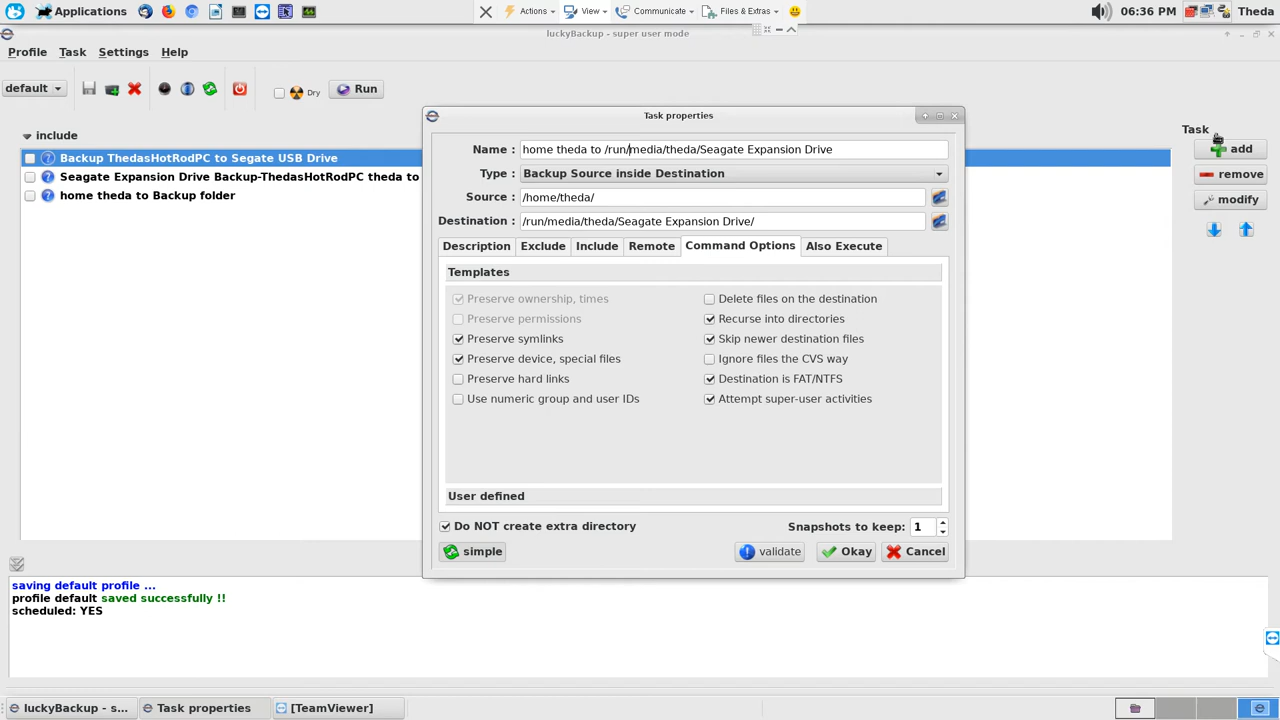 Applications
Actions
View
Communicate
Files & Extras
06:36 PM
Theda
luckyBackup - super user mode
Profile
Task
Settings
Help
default
Dry
Run
include
Backup ThedasHotRodPC to Segate USB Drive
Seagate Expansion Drive Backup-ThedasHotRodPC theda to
home theda to Backup folder
Task
add
remove
modify
Task properties
Name : home theda to /run/media/theda/Seagate Expansion Drive
Type : Backup Source inside Destination
Source : /home/theda/
Destination : /run/media/theda/Seagate Expansion Drive/
Description
Exclude
Include
Remote
Command Options
Also Execute
Templates
Preserve ownership, times
Preserve permissions
Preserve symlinks
Preserve device, special files
Preserve hard links
Use numeric group and user IDs
Delete files on the destination
Recurse into directories
Skip newer destination files
Ignore files the CVS way
Destination is FAT/NTFS
Attempt super-user activities
User defined
Do NOT create extra directory
Snapshots to keep: 1
simple
validate
Okay
Cancel
saving default profile ...
profile default saved successfully !!
scheduled: YES
luckyBackup - s...
Task properties
[TeamViewer]